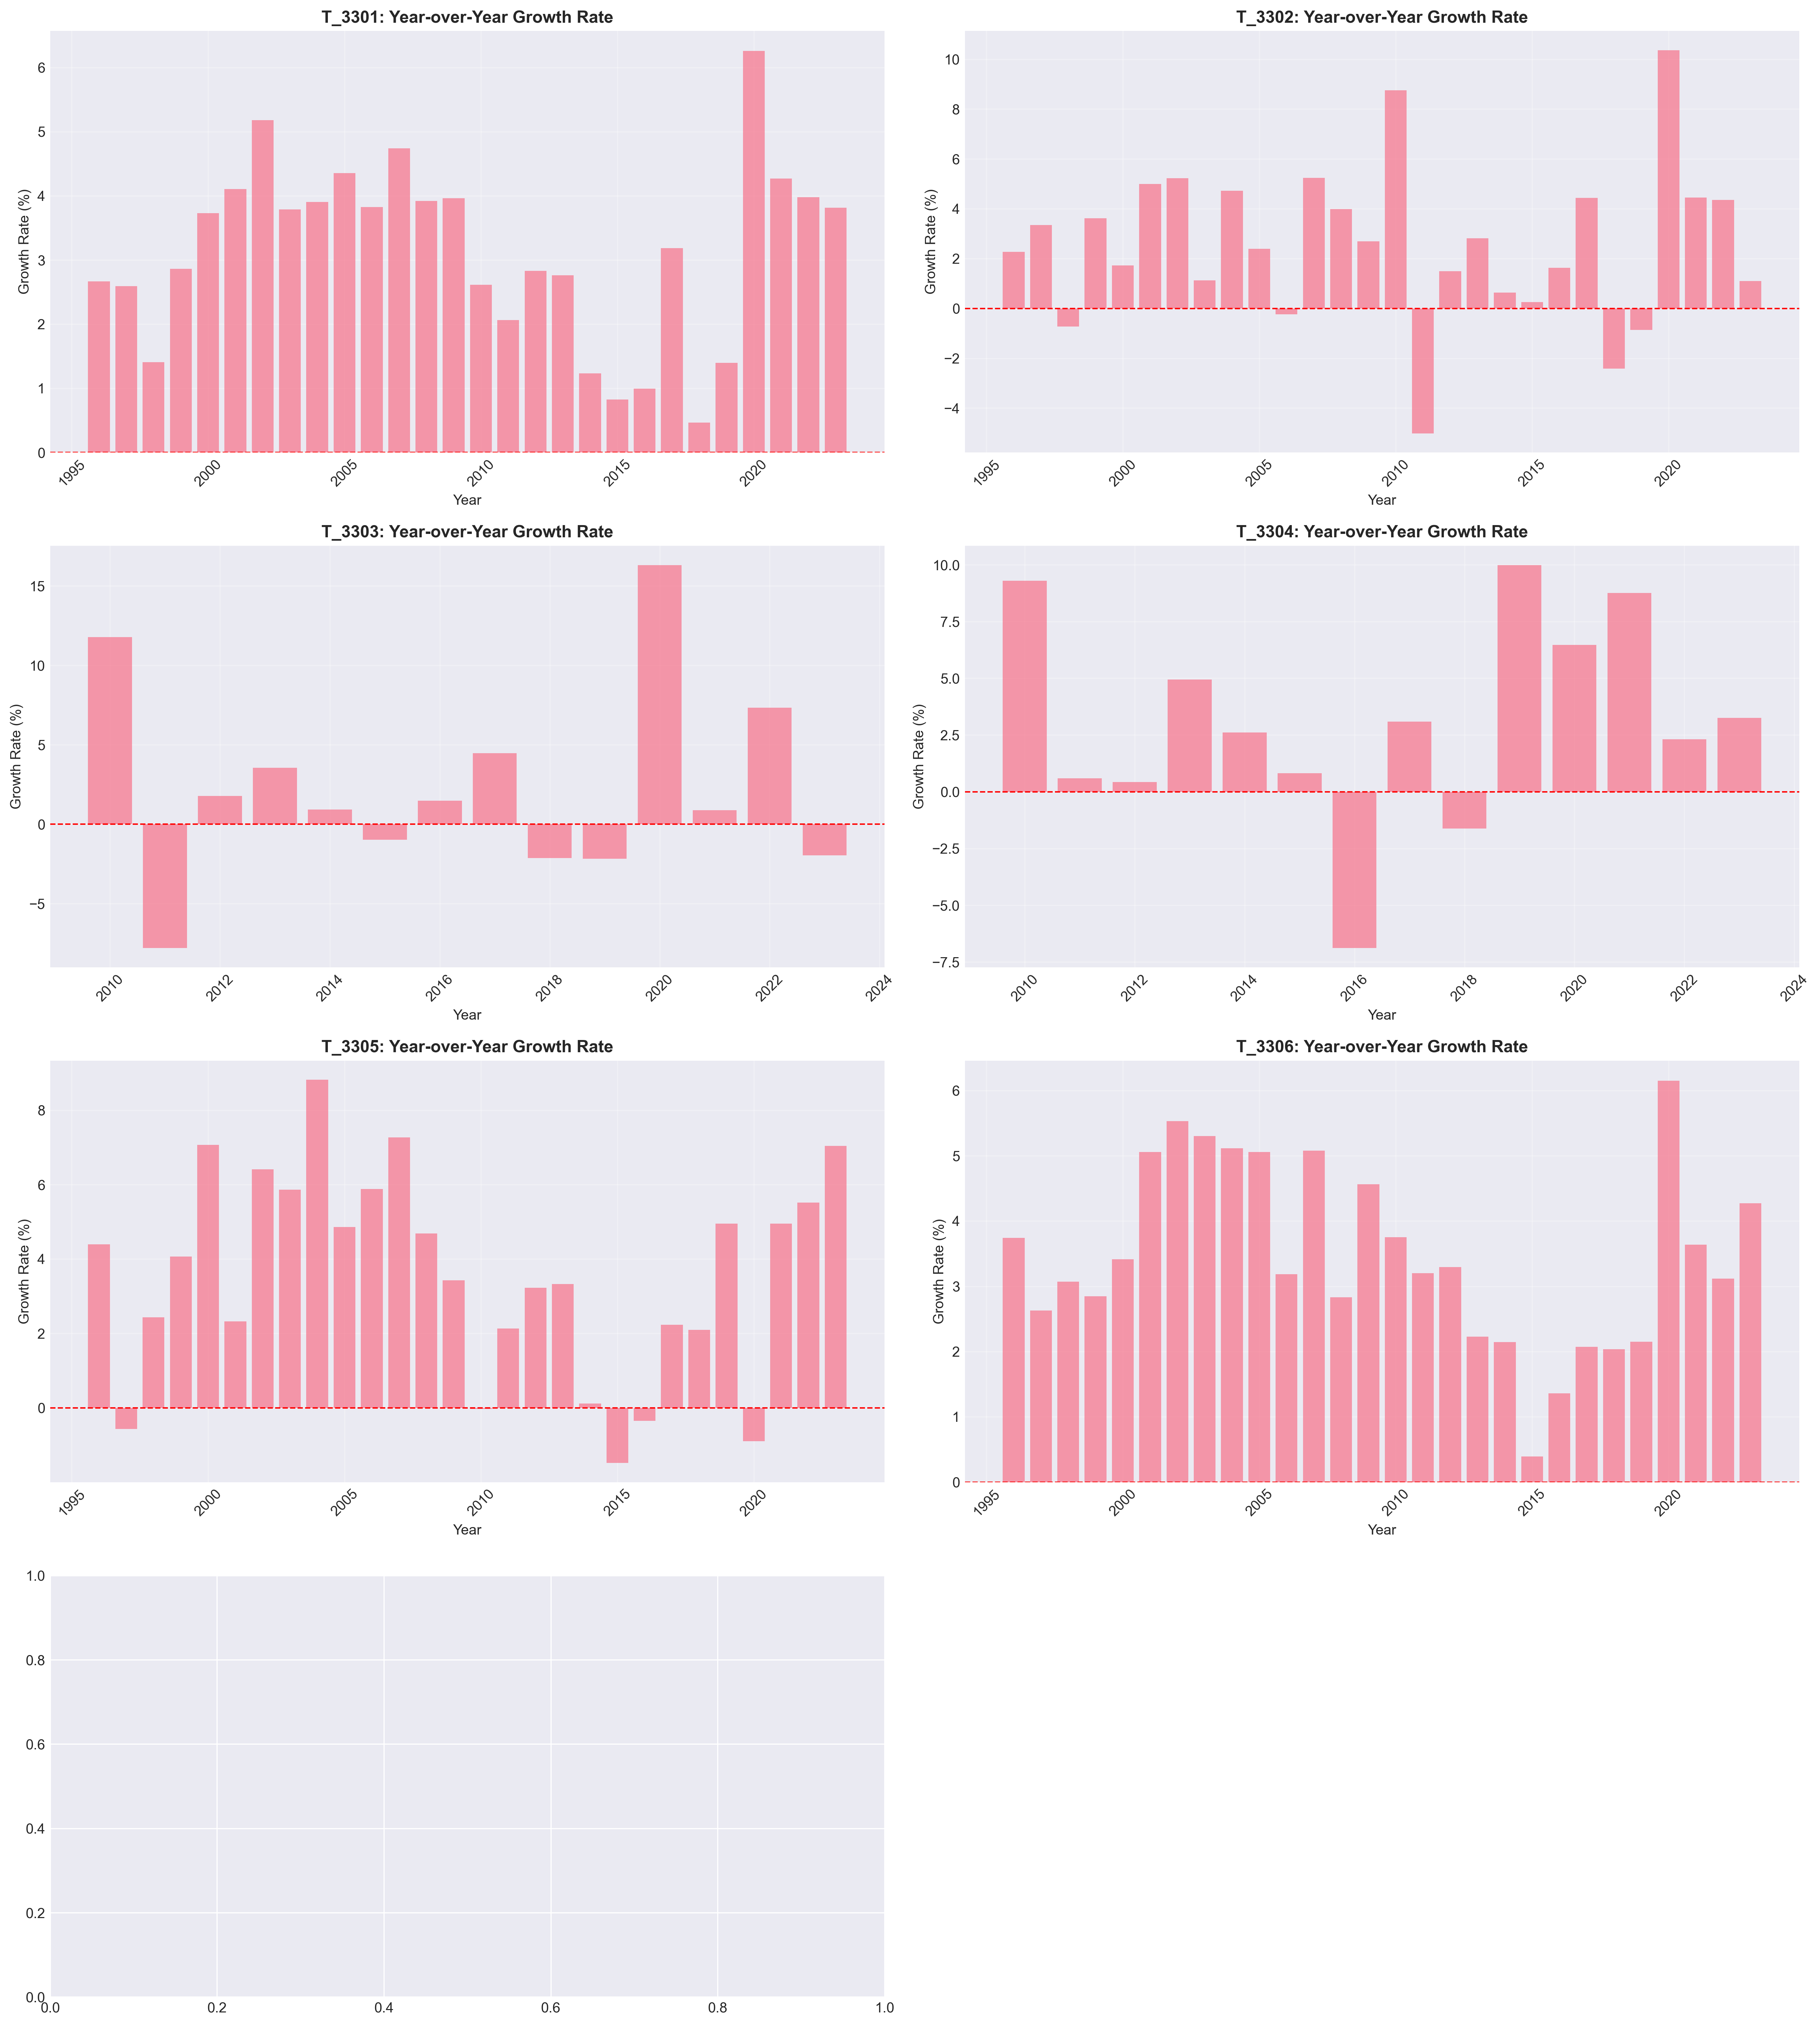 T_3301: Year-over-Year Growth Rate
Growth Rate (%)
6
5
4
3
2
1
0
1995 2000 2005 2010 2015 2020
Year
T_3302: Year-over-Year Growth Rate
Growth Rate (%)
10
8
6
4
2
0
−2
−4
1995 2000 2005 2010 2015 2020
Year
T_3303: Year-over-Year Growth Rate
Growth Rate (%)
15
10
5
0
−5
2010 2012 2014 2016 2018 2020 2022 2024
Year
T_3304: Year-over-Year Growth Rate
Growth Rate (%)
10.0
7.5
5.0
2.5
0.0
−2.5
−5.0
−7.5
2010 2012 2014 2016 2018 2020 2022 2024
Year
T_3305: Year-over-Year Growth Rate
Growth Rate (%)
8
6
4
2
0
1995 2000 2005 2010 2015 2020
Year
T_3306: Year-over-Year Growth Rate
Growth Rate (%)
6
5
4
3
2
1
0
1995 2000 2005 2010 2015 2020
Year
1.0
0.8
0.6
0.4
0.2
0.0
0.0 0.2 0.4 0.6 0.8 1.0